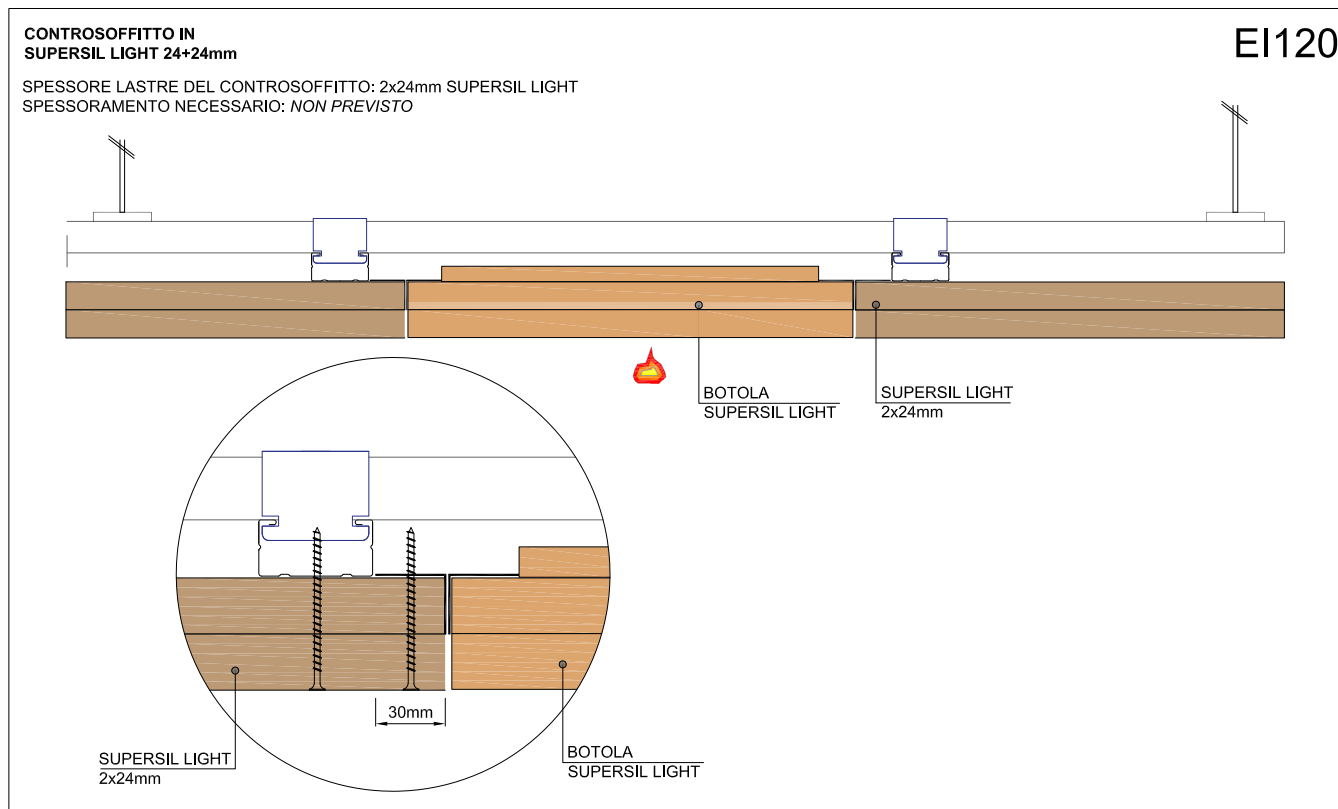 CONTROSOFFITTO IN
SUPERSIL LIGHT 24+24mm
EI120
SPESSORE LASTRE DEL CONTROSOFFITTO: 2x24mm SUPERSIL LIGHT
SPESSORAMENTO NECESSARIO: NON PREVISTO
BOTOLA
SUPERSIL LIGHT
SUPERSIL LIGHT
2x24mm
30mm
SUPERSIL LIGHT
2x24mm
BOTOLA
SUPERSIL LIGHT